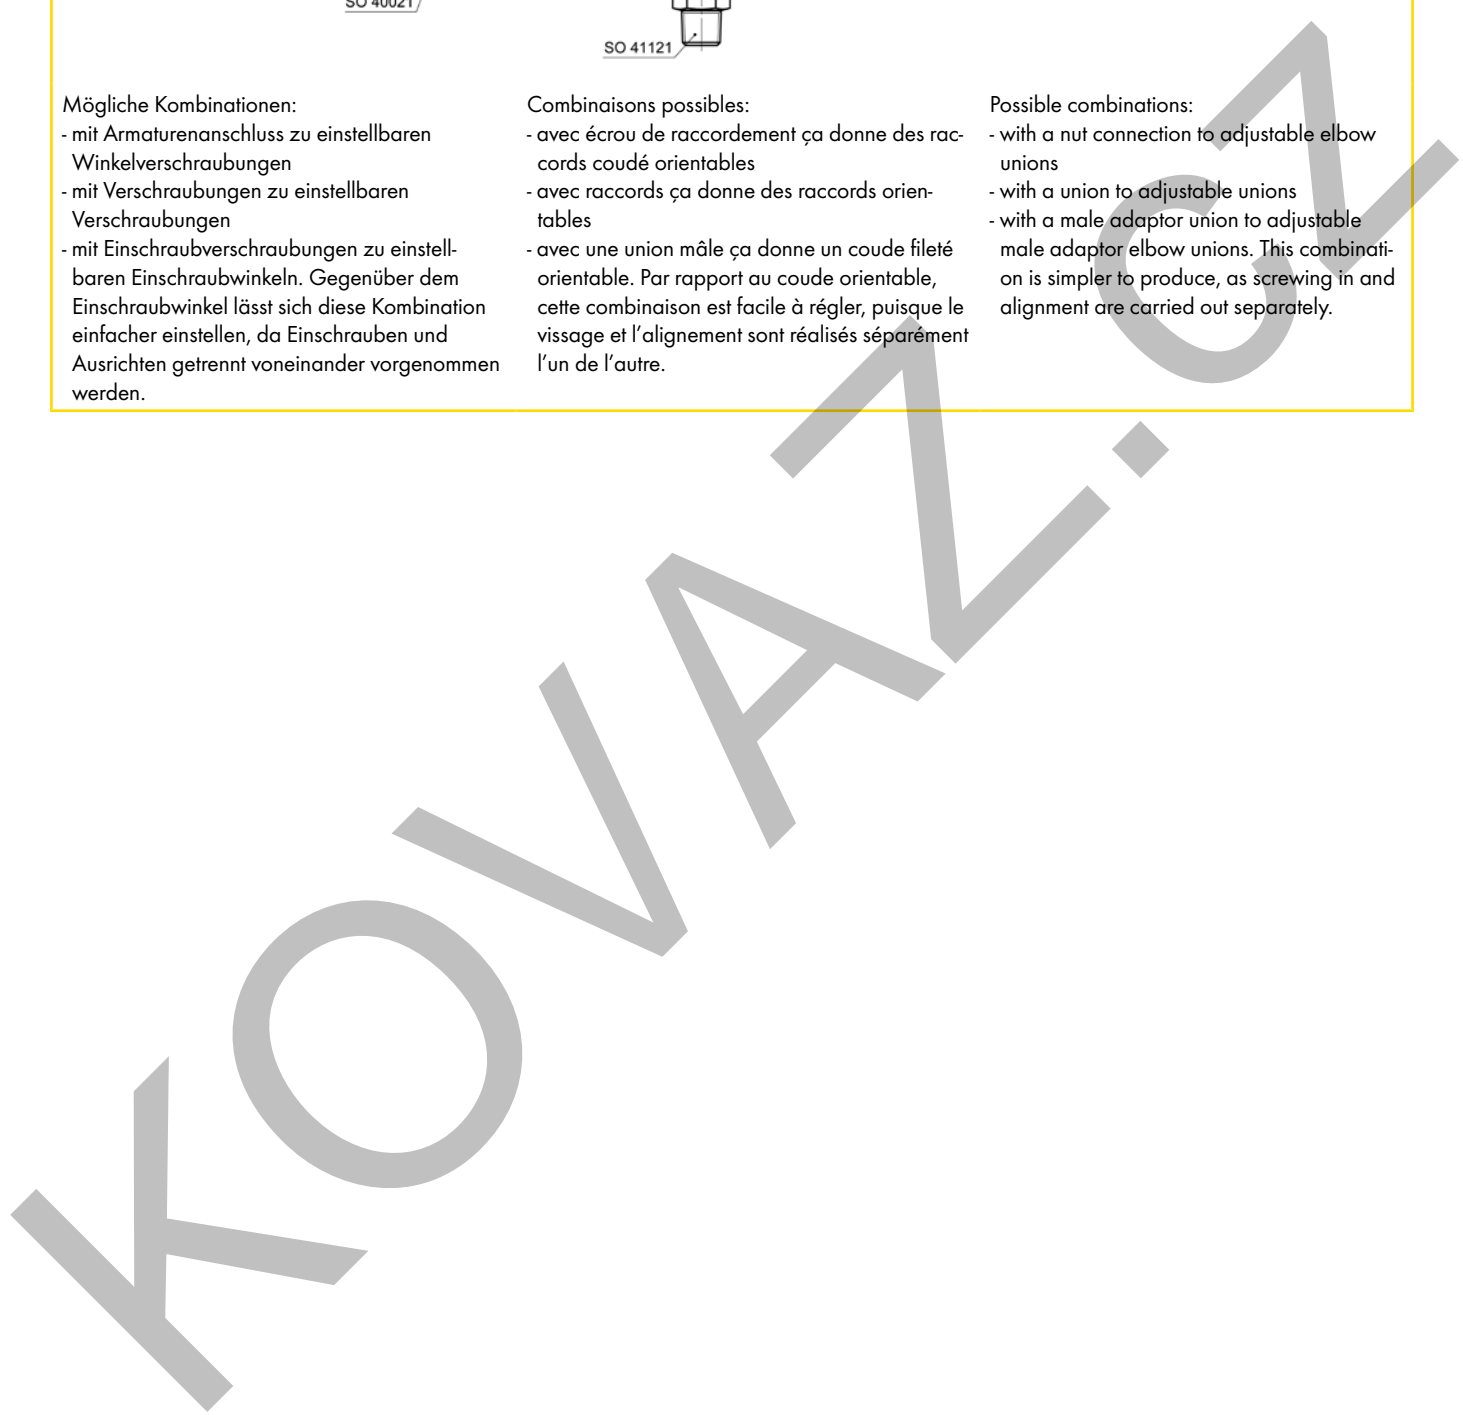 SO 40021
SO 41121
Mögliche Kombinationen:
- mit Armaturenanschluss zu einstellbaren
Winkelverschraubungen
- mit Verschraubungen zu einstellbaren
Verschraubungen
- mit Einschraubverschraubungen zu einstell-
baren Einschraubwinkeln. Gegenüber dem
Einschraubwinkel lässt sich diese Kombination
einfacher einstellen, da Einschrauben und
Ausrichten getrennt voneinander vorgenommen
werden.
Combinaisons possibles:
- avec écrou de raccordement ça donne des rac-
cords coudé orientables
- avec raccords ça donne des raccords orien-
tables
- avec une union mâle ça donne un coude fileté
orientable. Par rapport au coude orientable,
cette combinaison est facile à régler, puisque le
vissage et l’alignement sont réalisés séparément
l’un de l’autre.
Possible combinations:
- with a nut connection to adjustable elbow
unions
- with a union to adjustable unions
- with a male adaptor union to adjustable
male adaptor elbow unions. This combinati-
on is simpler to produce, as screwing in and
alignment are carried out separately.
KOVAZ.cz